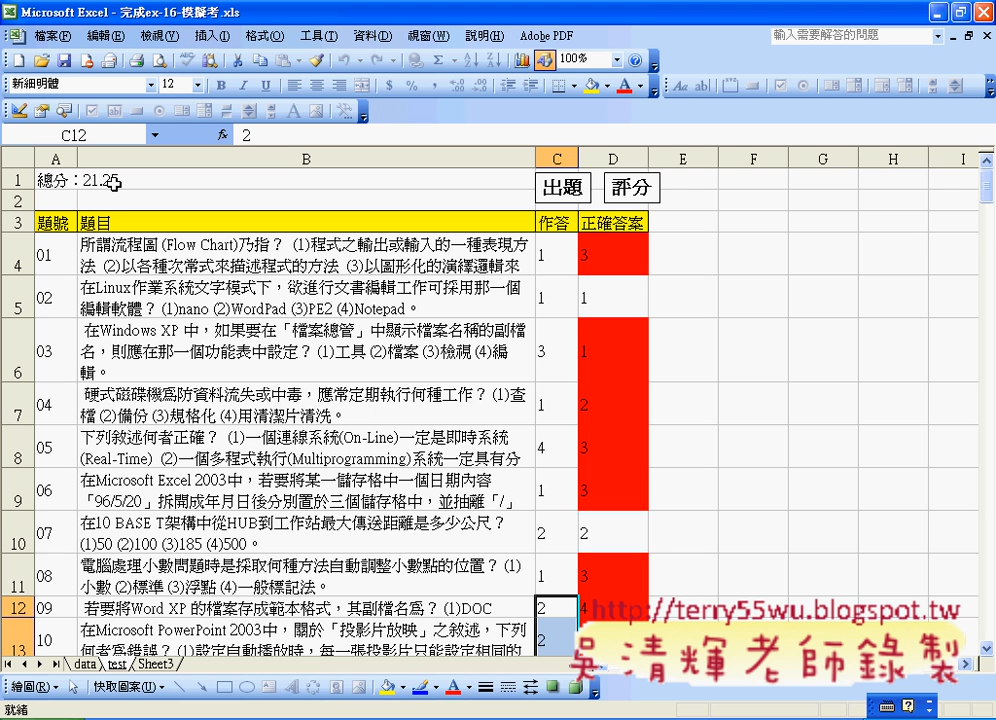 Microsoft Excel - 完成ex-16-模擬考.xls
檔案(F) 編輯(E) 檢視(V) 插入(I) 格式(O) 工具(T) 資料(D) 視窗(W) 說明(H) Adobe PDF 輸入需要解答的問題
100%
新細明體 12 B I U
C12 fx 2
A B C D E F G H I
1 總分：21.25 出題 評分
2
3 題號 題目 作答 正確答案
4 01 所謂流程圖 (Flow Chart)乃指？ (1)程式之輸出或輸入的一種表現方 1 3
法 (2)以各種次常式來描述程式的方法 (3)以圖形化的演繹邏輯來
5 02 在Linux作業系統文字模式下，欲進行文書編輯工作可採用那一個 1 1
編輯軟體？ (1)nano (2)WordPad (3)PE2 (4)Notepad。
6 03 在Windows XP 中，如果要在「檔案總管」中顯示檔案名稱的副檔 3 1
名，則應在那一個功能表中設定？ (1)工具 (2)檔案 (3)檢視 (4)編
輯。
7 04 硬式磁碟機為防資料流失或中毒，應常定期執行何種工作？ (1)查 1 2
檔 (2)備份 (3)規格化 (4)用清潔片清洗。
8 05 下列敘述何者正確？ (1)一個連線系統(On-Line)一定是即時系統 4 3
(Real-Time) (2)一個多程式執行(Multiprogramming)系統一定具有分
9 06 在Microsoft Excel 2003中，若要將某一儲存格中一個日期內容 1 3
「96/5/20」拆開成年月日後分別置於三個儲存格中，並抽離「/」
10 07 在10 BASE T架構中從HUB到工作站最大傳送距離是多少公尺？ 2 2
(1)50 (2)100 (3)185 (4)500。
11 08 電腦處理小數問題時是採取何種方法自動調整小數點的位置？ (1) 1 3
小數 (2)標準 (3)浮點 (4)一般標記法。
12 09 若要將Word XP 的檔案存成範本格式，其副檔名為？ (1)DOC 2 4
13 10 在Microsoft PowerPoint 2003中，關於「投影片放映」之敘述，下列 2
何者為錯誤？ (1)設定自動播放時，每一張投影片只能設定相同的
http://terry55wu.blogspot.tw
吳清輝老師錄製
data test Sheet3
繪圖(R) 快取圖案(U)
就緒